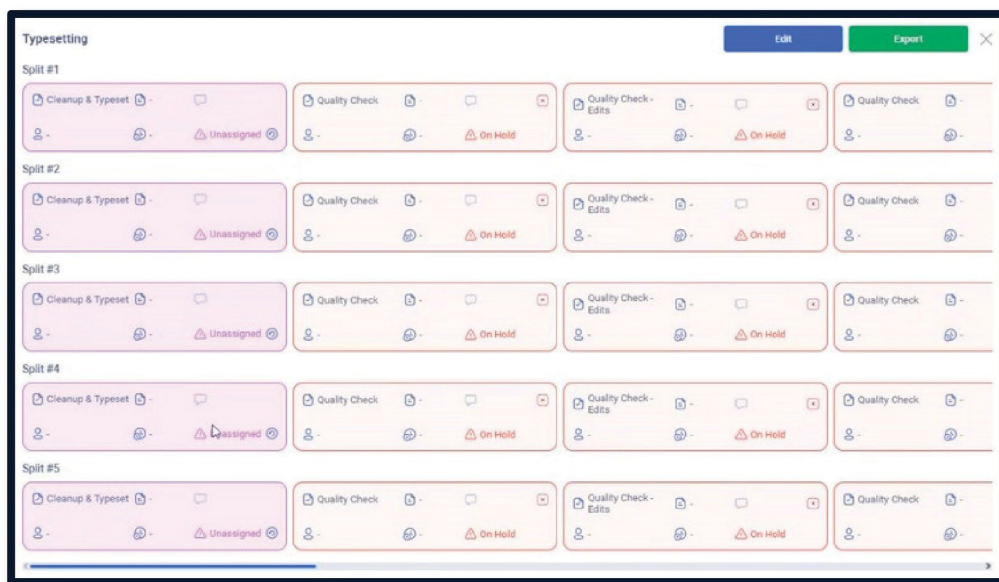 Typesetting Edit Export
Split #1
Cleanup & Typeset - Quality Check - Quality Check - Edits - Quality Check -
- - Unassigned - - On Hold - - On Hold - -
Split #2
Cleanup & Typeset - Quality Check - Quality Check - Edits - Quality Check -
- - Unassigned - - On Hold - - On Hold - -
Split #3
Cleanup & Typeset - Quality Check - Quality Check - Edits - Quality Check -
- - Unassigned - - On Hold - - On Hold - -
Split #4
Cleanup & Typeset - Quality Check - Quality Check - Edits - Quality Check -
- - Unassigned - - On Hold - - On Hold - -
Split #5
Cleanup & Typeset - Quality Check - Quality Check - Edits - Quality Check -
- - Unassigned - - On Hold - - On Hold - -